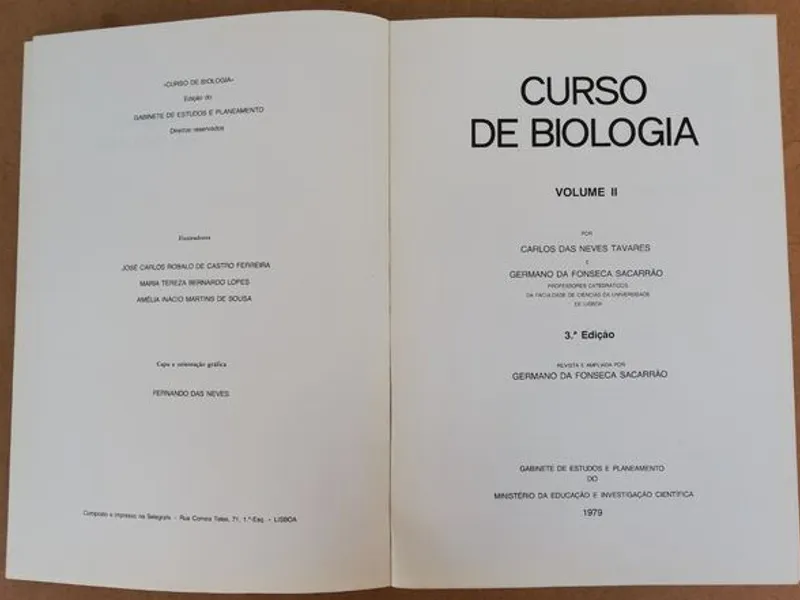 «CURSO DE BIOLOGIA»
Edição do
GABINETE DE ESTUDOS E PLANEAMENTO
Direitos reservados
Ilustradores
JOSÉ CARLOS ROBALO DE CASTRO FERREIRA
MARIA TEREZA BERNARDO LOPES
AMÉLIA INÁCIO MARTINS DE SOUSA
Capa e orientação gráfica
FERNANDO DAS NEVES
Composto e impresso na Selegrafis - Rua Correia Teles, 71, 1.º-Esq. - LISBOA
CURSO
DE BIOLOGIA
VOLUME II
POR
CARLOS DAS NEVES TAVARES
E
GERMANO DA FONSECA SACARRÃO
PROFESSORES CATEDRÁTICOS
DA FACULDADE DE CIÊNCIAS DA UNIVERSIDADE
DE LISBOA
3.ª Edição
REVISTA E AMPLIADA POR
GERMANO DA FONSECA SACARRÃO
GABINETE DE ESTUDOS E PLANEAMENTO
DO
MINISTÉRIO DA EDUCAÇÃO E INVESTIGAÇÃO CIENTÍFICA
1979